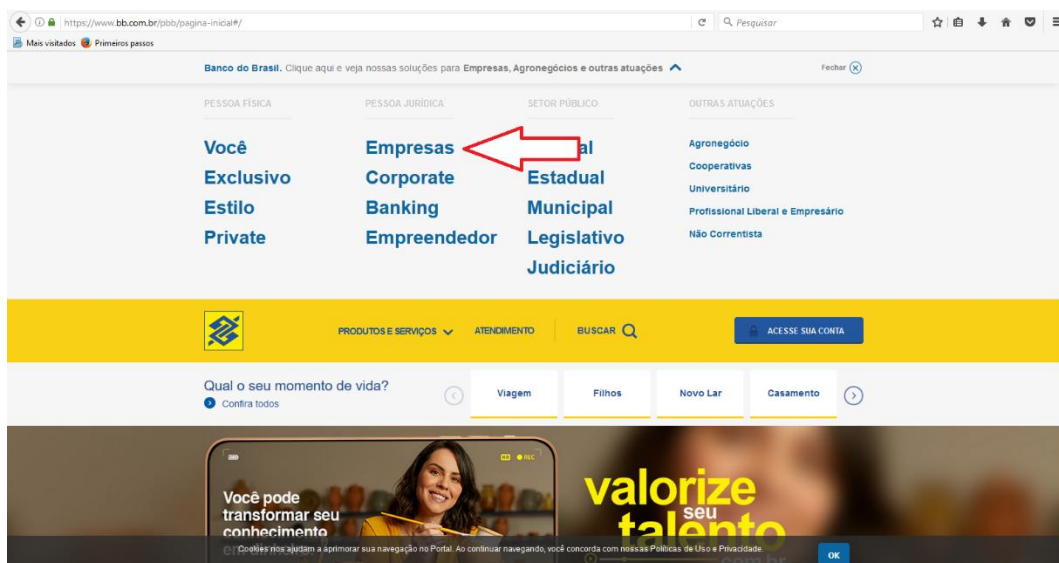 https://www.bb.com.br/pbb/pagina-inicial#/
Pesquisar
Mais visitados Primeiros passos
Banco do Brasil. Clique aqui e veja nossas soluções para Empresas, Agronegócios e outras atuações
Fechar
PESSOA FÍSICA
Você
Exclusivo
Estilo
Private
PESSOA JURÍDICA
Empresas
Corporate
Banking
Empreendedor
SETOR PÚBLICO
al
Estadual
Municipal
Legislativo
Judiciário
OUTRAS ATUAÇÕES
Agronegócio
Cooperativas
Universitário
Profissional Liberal e Empresário
Não Correntista
PRODUTOS E SERVIÇOS ATENDIMENTO BUSCAR
ACESSE SUA CONTA
Qual o seu momento de vida?
Confira todos
Viagem Filhos Novo Lar Casamento
REC
Você pode
transformar seu
conhecimento
valorize
seu
talento
com.br
Cookies nos ajudam a aprimorar sua navegação no Portal. Ao continuar navegando, você concorda com nossas Políticas de Uso e Privacidade.
OK